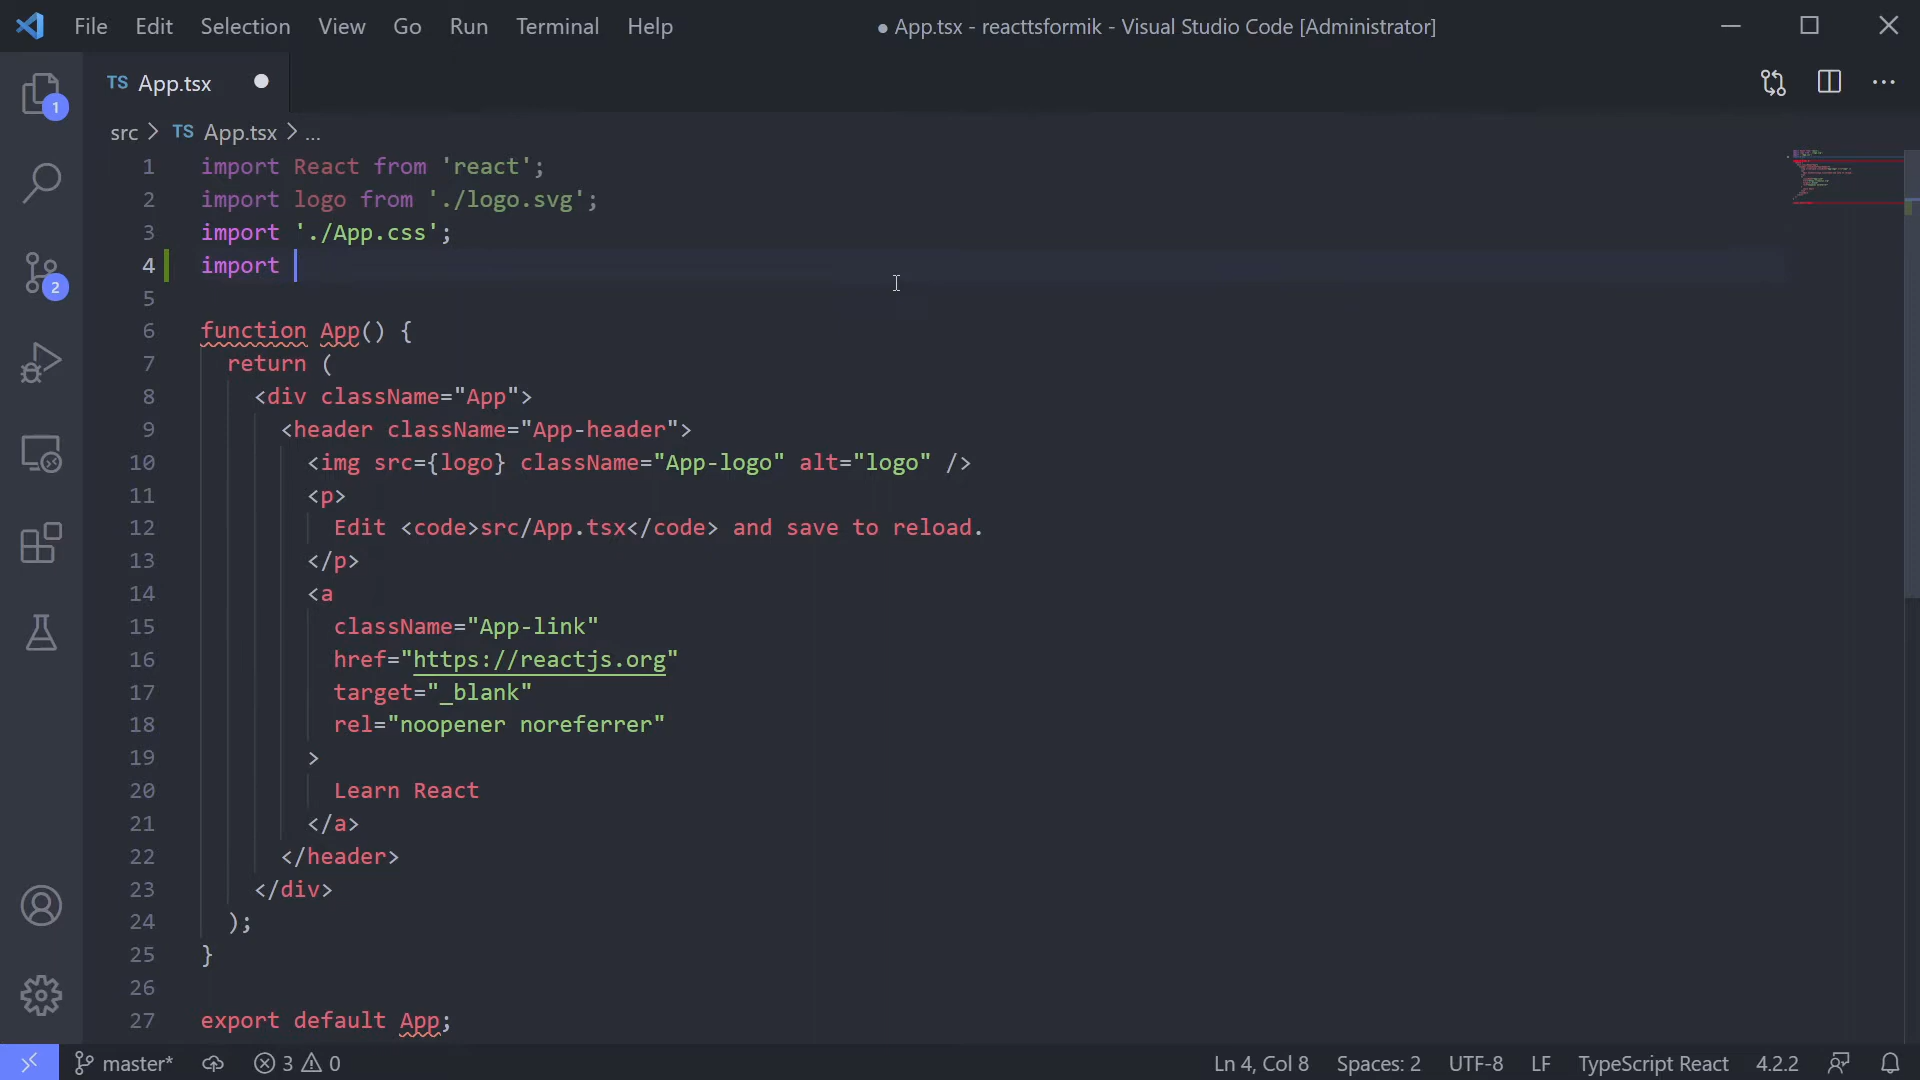 File Edit Selection View Go Run Terminal Help ● App.tsx - reacttsformik - Visual Studio Code [Administrator]
TS App.tsx
1
src > TS App.tsx > ...
1 import React from 'react';
2 import logo from './logo.svg';
3 import './App.css';
4 import
2
5
6 function App() {
7 return (
8 <div className="App">
9 <header className="App-header">
10 <img src={logo} className="App-logo" alt="logo" />
11 <p>
12 Edit <code>src/App.tsx</code> and save to reload.
13 </p>
14 <a
15 className="App-link"
16 href="https://reactjs.org"
17 target="_blank"
18 rel="noopener noreferrer"
19 >
20 Learn React
21 </a>
22 </header>
23 </div>
24 );
25 }
26
27 export default App;
master* 3 0 Ln 4, Col 8 Spaces: 2 UTF-8 LF TypeScript React 4.2.2